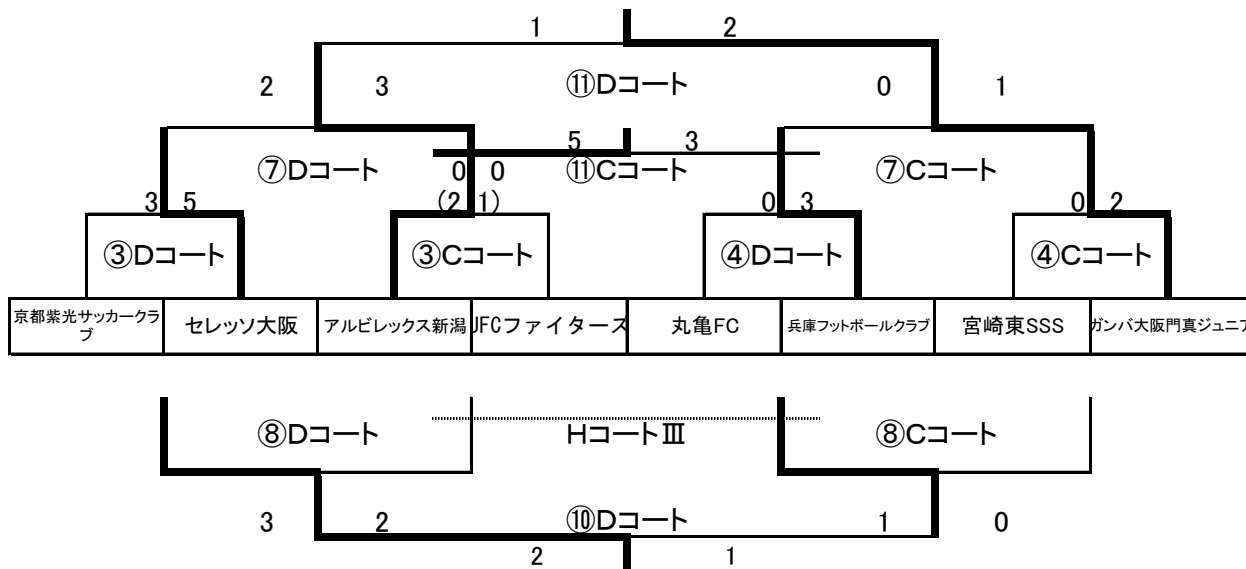 1 2
2 3 ⑪Dコート 0 1
5 3
⑦Dコート 0 0 ⑪Cコート ⑦Cコート
3 5 (2 1) 0 3 0 2
③Dコート ③Cコート ④Dコート ④Cコート
京都紫光サッカークラ
ブ
セレッソ大阪 アルビレックス新潟 JFCファイターズ 丸亀FC 兵庫フットボールクラブ 宮崎東SSS ガンバ大阪門真ジュニア
⑧Dコート HコートⅢ ⑧Cコート
3 2 ⑩Dコート 1 0
2 1